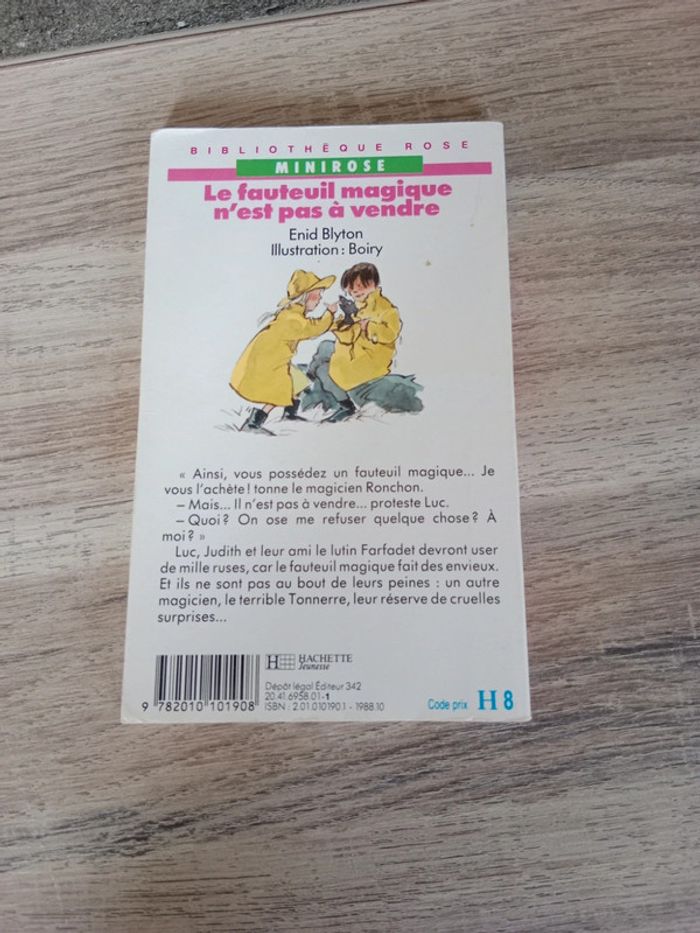 BIBLIOTHÈQUE ROSE
MINIROSE
Le fauteuil magique
n'est pas à vendre
Enid Blyton
Illustration : Boiry
« Ainsi, vous possédez un fauteuil magique... Je
vous l'achète ! tonne le magicien Ronchon.
– Mais... Il n'est pas à vendre... proteste Luc.
– Quoi ? On ose me refuser quelque chose ? À
moi ? »
Luc, Judith et leur ami le lutin Farfadet devront user
de mille ruses, car le fauteuil magique fait des envieux.
Et ils ne sont pas au bout de leurs peines : un autre
magicien, le terrible Tonnerre, leur réserve de cruelles
surprises...
H HACHETTE
Jeunesse
Dépôt légal Éditeur 342
20.41.6958.01-1
ISBN : 2.01.010190.1 - 1988.10
9 782010 101908
Code prix H 8